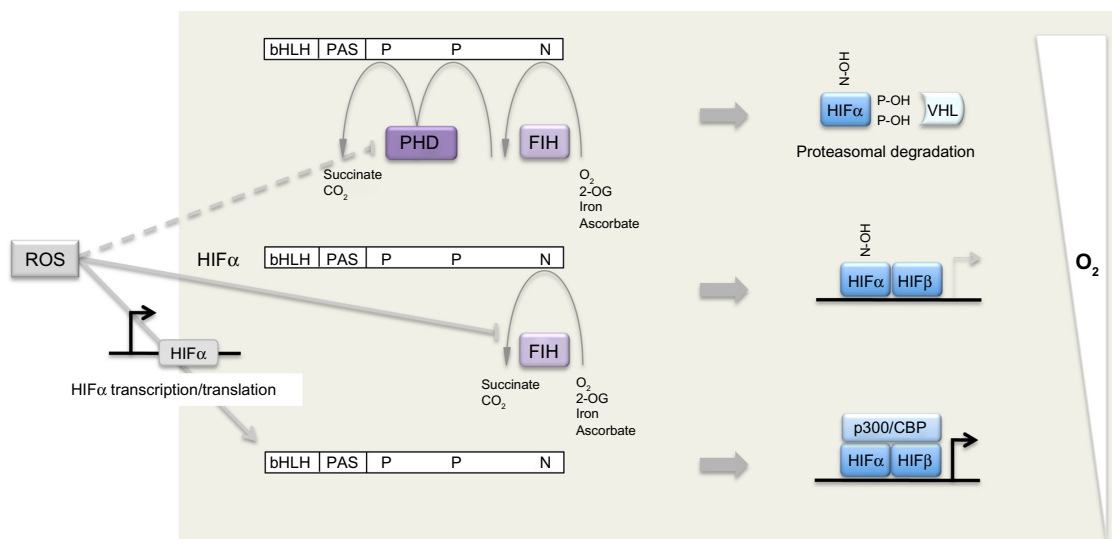 bHLH PAS P P N
PHD
FIH
Succinate
CO2
O2
2-OG
Iron
Ascorbate
N-OH
HIFα
P-OH
P-OH
VHL
Proteasomal degradation
ROS
HIFα
bHLH PAS P P N
FIH
Succinate
CO2
O2
2-OG
Iron
Ascorbate
N-OH
HIFα HIFβ
O2
HIFα
HIFα transcription/translation
bHLH PAS P P N
p300/CBP
HIFα HIFβ